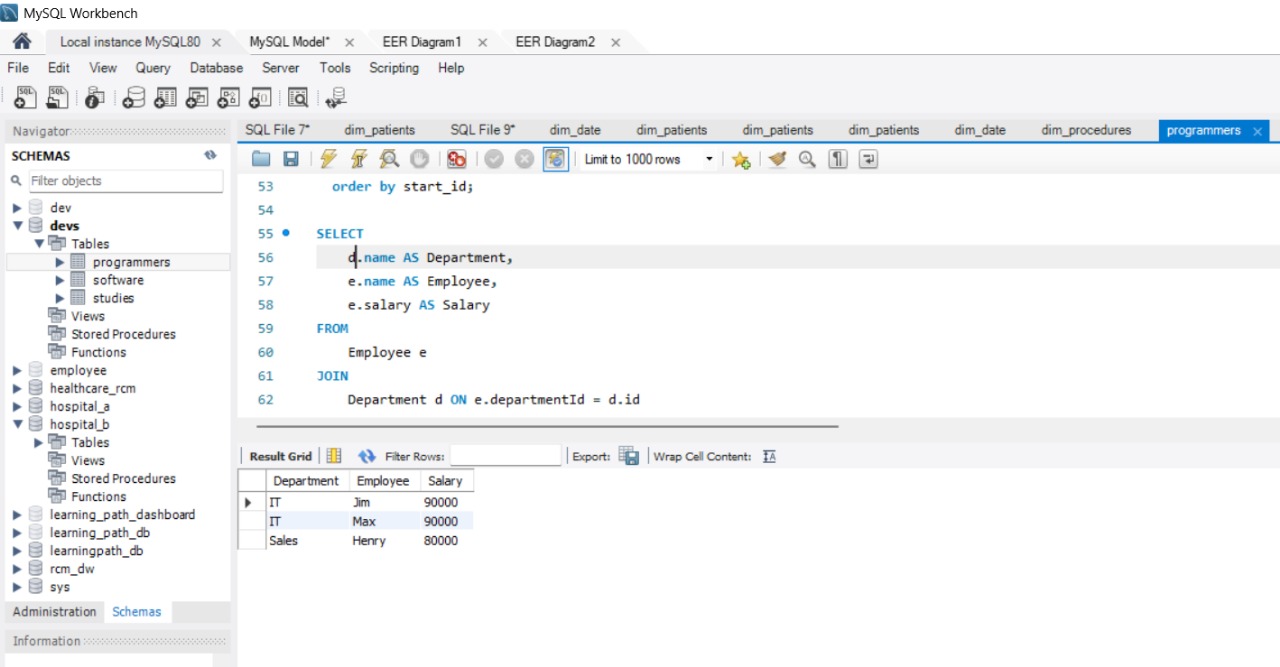 MySQL Workbench
Local instance MySQL80 MySQL Model* EER Diagram1 EER Diagram2
File Edit View Query Database Server Tools Scripting Help
Navigator
SCHEMAS
Filter objects
dev
devs
Tables
programmers
software
studies
Views
Stored Procedures
Functions
employee
healthcare_rcm
hospital_a
hospital_b
Tables
Views
Stored Procedures
Functions
learning_path_dashboard
learning_path_db
learningpath_db
rcm_dw
sys
Administration Schemas
Information
SQL File 7* dim_patients SQL File 9* dim_date dim_patients dim_patients dim_patients dim_date dim_procedures programmers
Limit to 1000 rows
53 order by start_id;
54
55 SELECT
56 d.name AS Department,
57 e.name AS Employee,
58 e.salary AS Salary
59 FROM
60 Employee e
61 JOIN
62 Department d ON e.departmentId = d.id
Result Grid Filter Rows: Export: Wrap Cell Content:
Department Employee Salary
IT Jim 90000
IT Max 90000
Sales Henry 80000